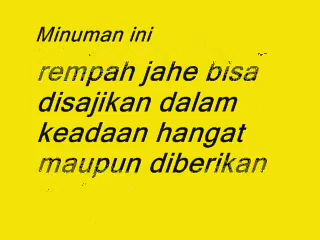 Minuman ini
rempah jahe bisa
disajikan dalam
keadaan hangat
maupun diberikan